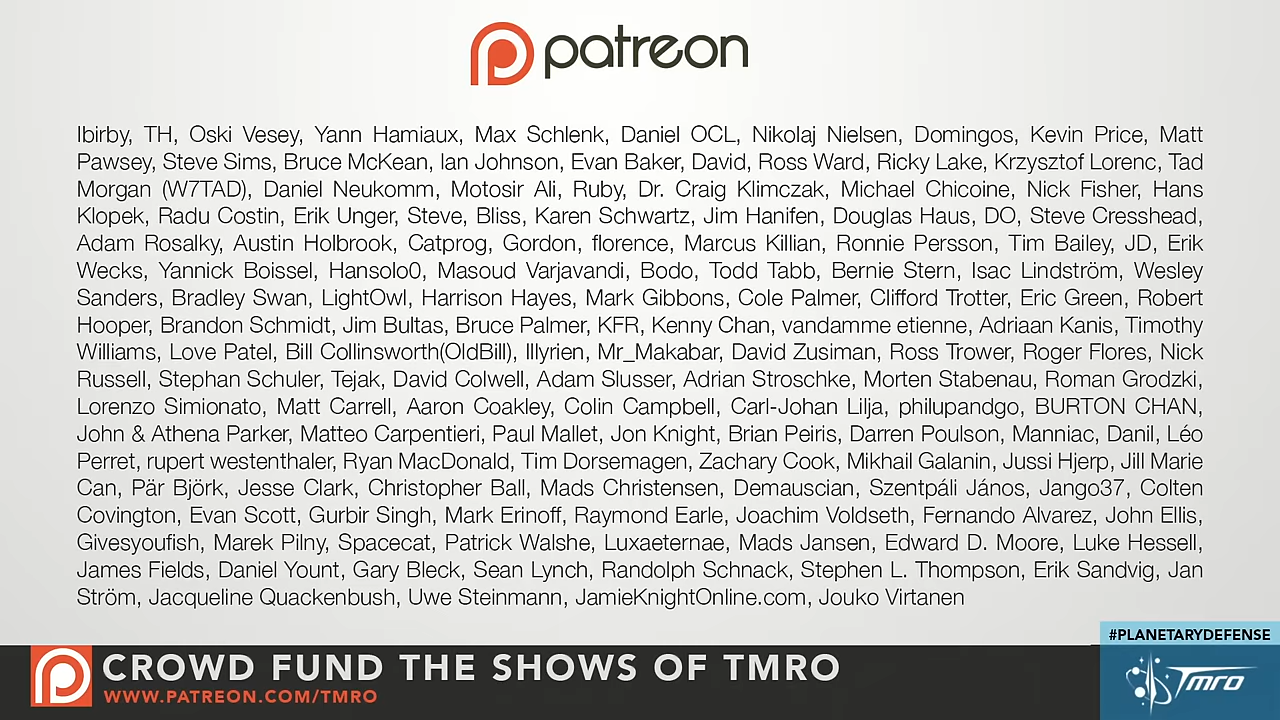 patreon
Ibirby, TH, Oski Vesey, Yann Hamiaux, Max Schlenk, Daniel OCL, Nikolaj Nielsen, Domingos, Kevin Price, Matt
Pawsey, Steve Sims, Bruce McKean, Ian Johnson, Evan Baker, David, Ross Ward, Ricky Lake, Krzysztof Lorenc, Tad
Morgan (W7TAD), Daniel Neukomm, Motosir Ali, Ruby, Dr. Craig Klimczak, Michael Chicoine, Nick Fisher, Hans
Klopek, Radu Costin, Erik Unger, Steve, Bliss, Karen Schwartz, Jim Hanifen, Douglas Haus, DO, Steve Cresshead,
Adam Rosalky, Austin Holbrook, Catprog, Gordon, florence, Marcus Killian, Ronnie Persson, Tim Bailey, JD, Erik
Wecks, Yannick Boissel, Hansolo0, Masoud Varjavandi, Bodo, Todd Tabb, Bernie Stern, Isac Lindström, Wesley
Sanders, Bradley Swan, LightOwl, Harrison Hayes, Mark Gibbons, Cole Palmer, Clifford Trotter, Eric Green, Robert
Hooper, Brandon Schmidt, Jim Bultas, Bruce Palmer, KFR, Kenny Chan, vandamme etienne, Adriaan Kanis, Timothy
Williams, Love Patel, Bill Collinsworth(OldBill), Illyrien, Mr_Makabar, David Zusiman, Ross Trower, Roger Flores, Nick
Russell, Stephan Schuler, Tejak, David Colwell, Adam Slusser, Adrian Stroschke, Morten Stabenau, Roman Grodzki,
Lorenzo Simionato, Matt Carrell, Aaron Coakley, Colin Campbell, Carl-Johan Lilja, philupandgo, BURTON CHAN,
John & Athena Parker, Matteo Carpentieri, Paul Mallet, Jon Knight, Brian Peiris, Darren Poulson, Manniac, Danil, Léo
Perret, rupert westenthaler, Ryan MacDonald, Tim Dorsemagen, Zachary Cook, Mikhail Galanin, Jussi Hjerp, Jill Marie
Can, Pär Björk, Jesse Clark, Christopher Ball, Mads Christensen, Demauscian, Szentpáli János, Jango37, Colten
Covington, Evan Scott, Gurbir Singh, Mark Erinoff, Raymond Earle, Joachim Voldseth, Fernando Alvarez, John Ellis,
Givesyoufish, Marek Pilny, Spacecat, Patrick Walshe, Luxaeternae, Mads Jansen, Edward D. Moore, Luke Hessell,
James Fields, Daniel Yount, Gary Bleck, Sean Lynch, Randolph Schnack, Stephen L. Thompson, Erik Sandvig, Jan
Ström, Jacqueline Quackenbush, Uwe Steinmann, JamieKnightOnline.com, Jouko Virtanen
#PLANETARYDEFENSE
CROWD FUND THE SHOWS OF TMRO
WWW.PATREON.COM/TMRO
Tmro